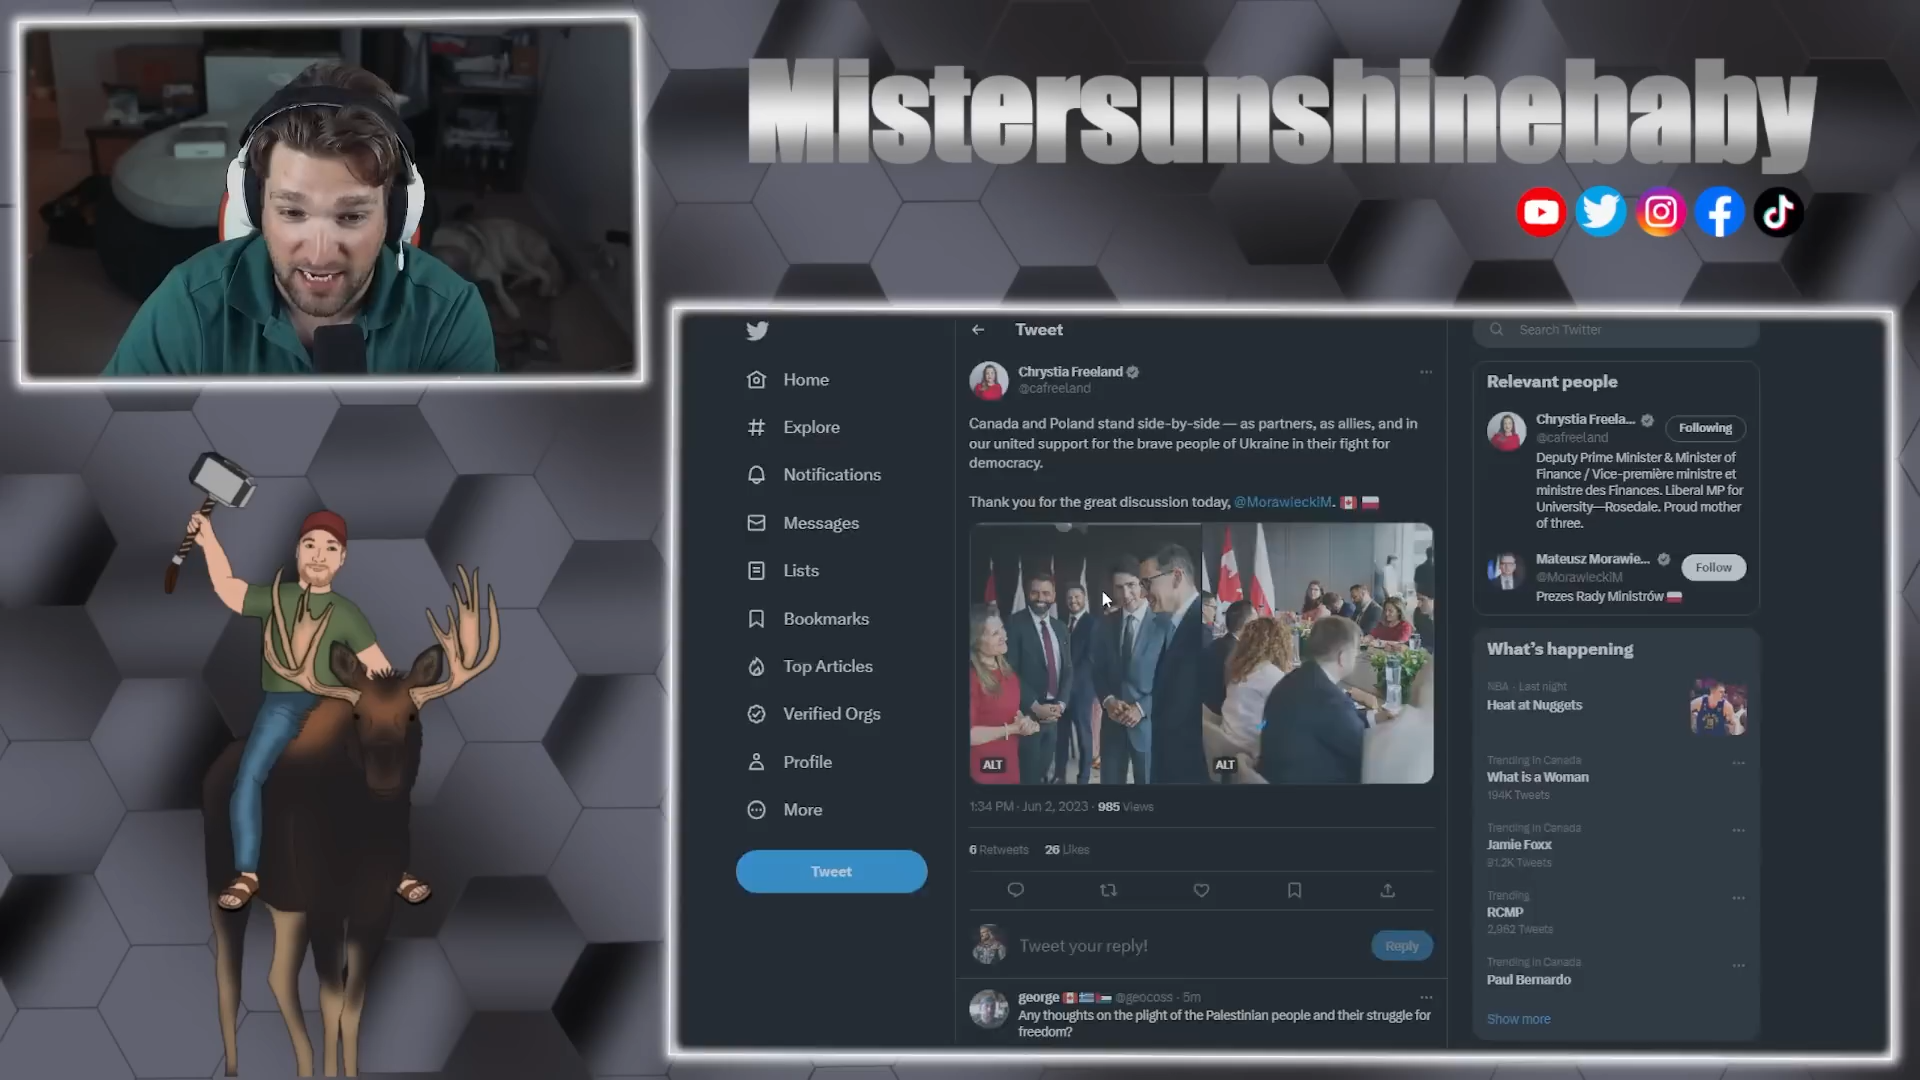 Mistersunshinebaby
Home
Explore
Notifications
Messages
Lists
Bookmarks
Top Articles
Verified Orgs
Profile
More
Tweet
Tweet
Chrystia Freeland
@cafreeland
Canada and Poland stand side-by-side — as partners, as allies, and in
our united support for the brave people of Ukraine in their fight for
democracy.
Thank you for the great discussion today, @MorawieckiM.
ALT
ALT
1:34 PM · Jun 2, 2023 · 985 Views
6 Retweets 26 Likes
Tweet your reply!
Reply
george @geocoss · 5m
Any thoughts on the plight of the Palestinian people and their struggle for
freedom?
Search Twitter
Relevant people
Chrystia Freela...
@cafreeland
Following
Deputy Prime Minister & Minister of
Finance / Vice-première ministre et
ministre des Finances. Liberal MP for
University—Rosedale. Proud mother
of three.
Mateusz Morawie...
@MorawieckiM
Follow
Prezes Rady Ministrów
What's happening
NBA · Last night
Heat at Nuggets
Trending in Canada
What is a Woman
194K Tweets
Trending in Canada
Jamie Foxx
81.2K Tweets
Trending
RCMP
2,962 Tweets
Trending in Canada
Paul Bernardo
Show more